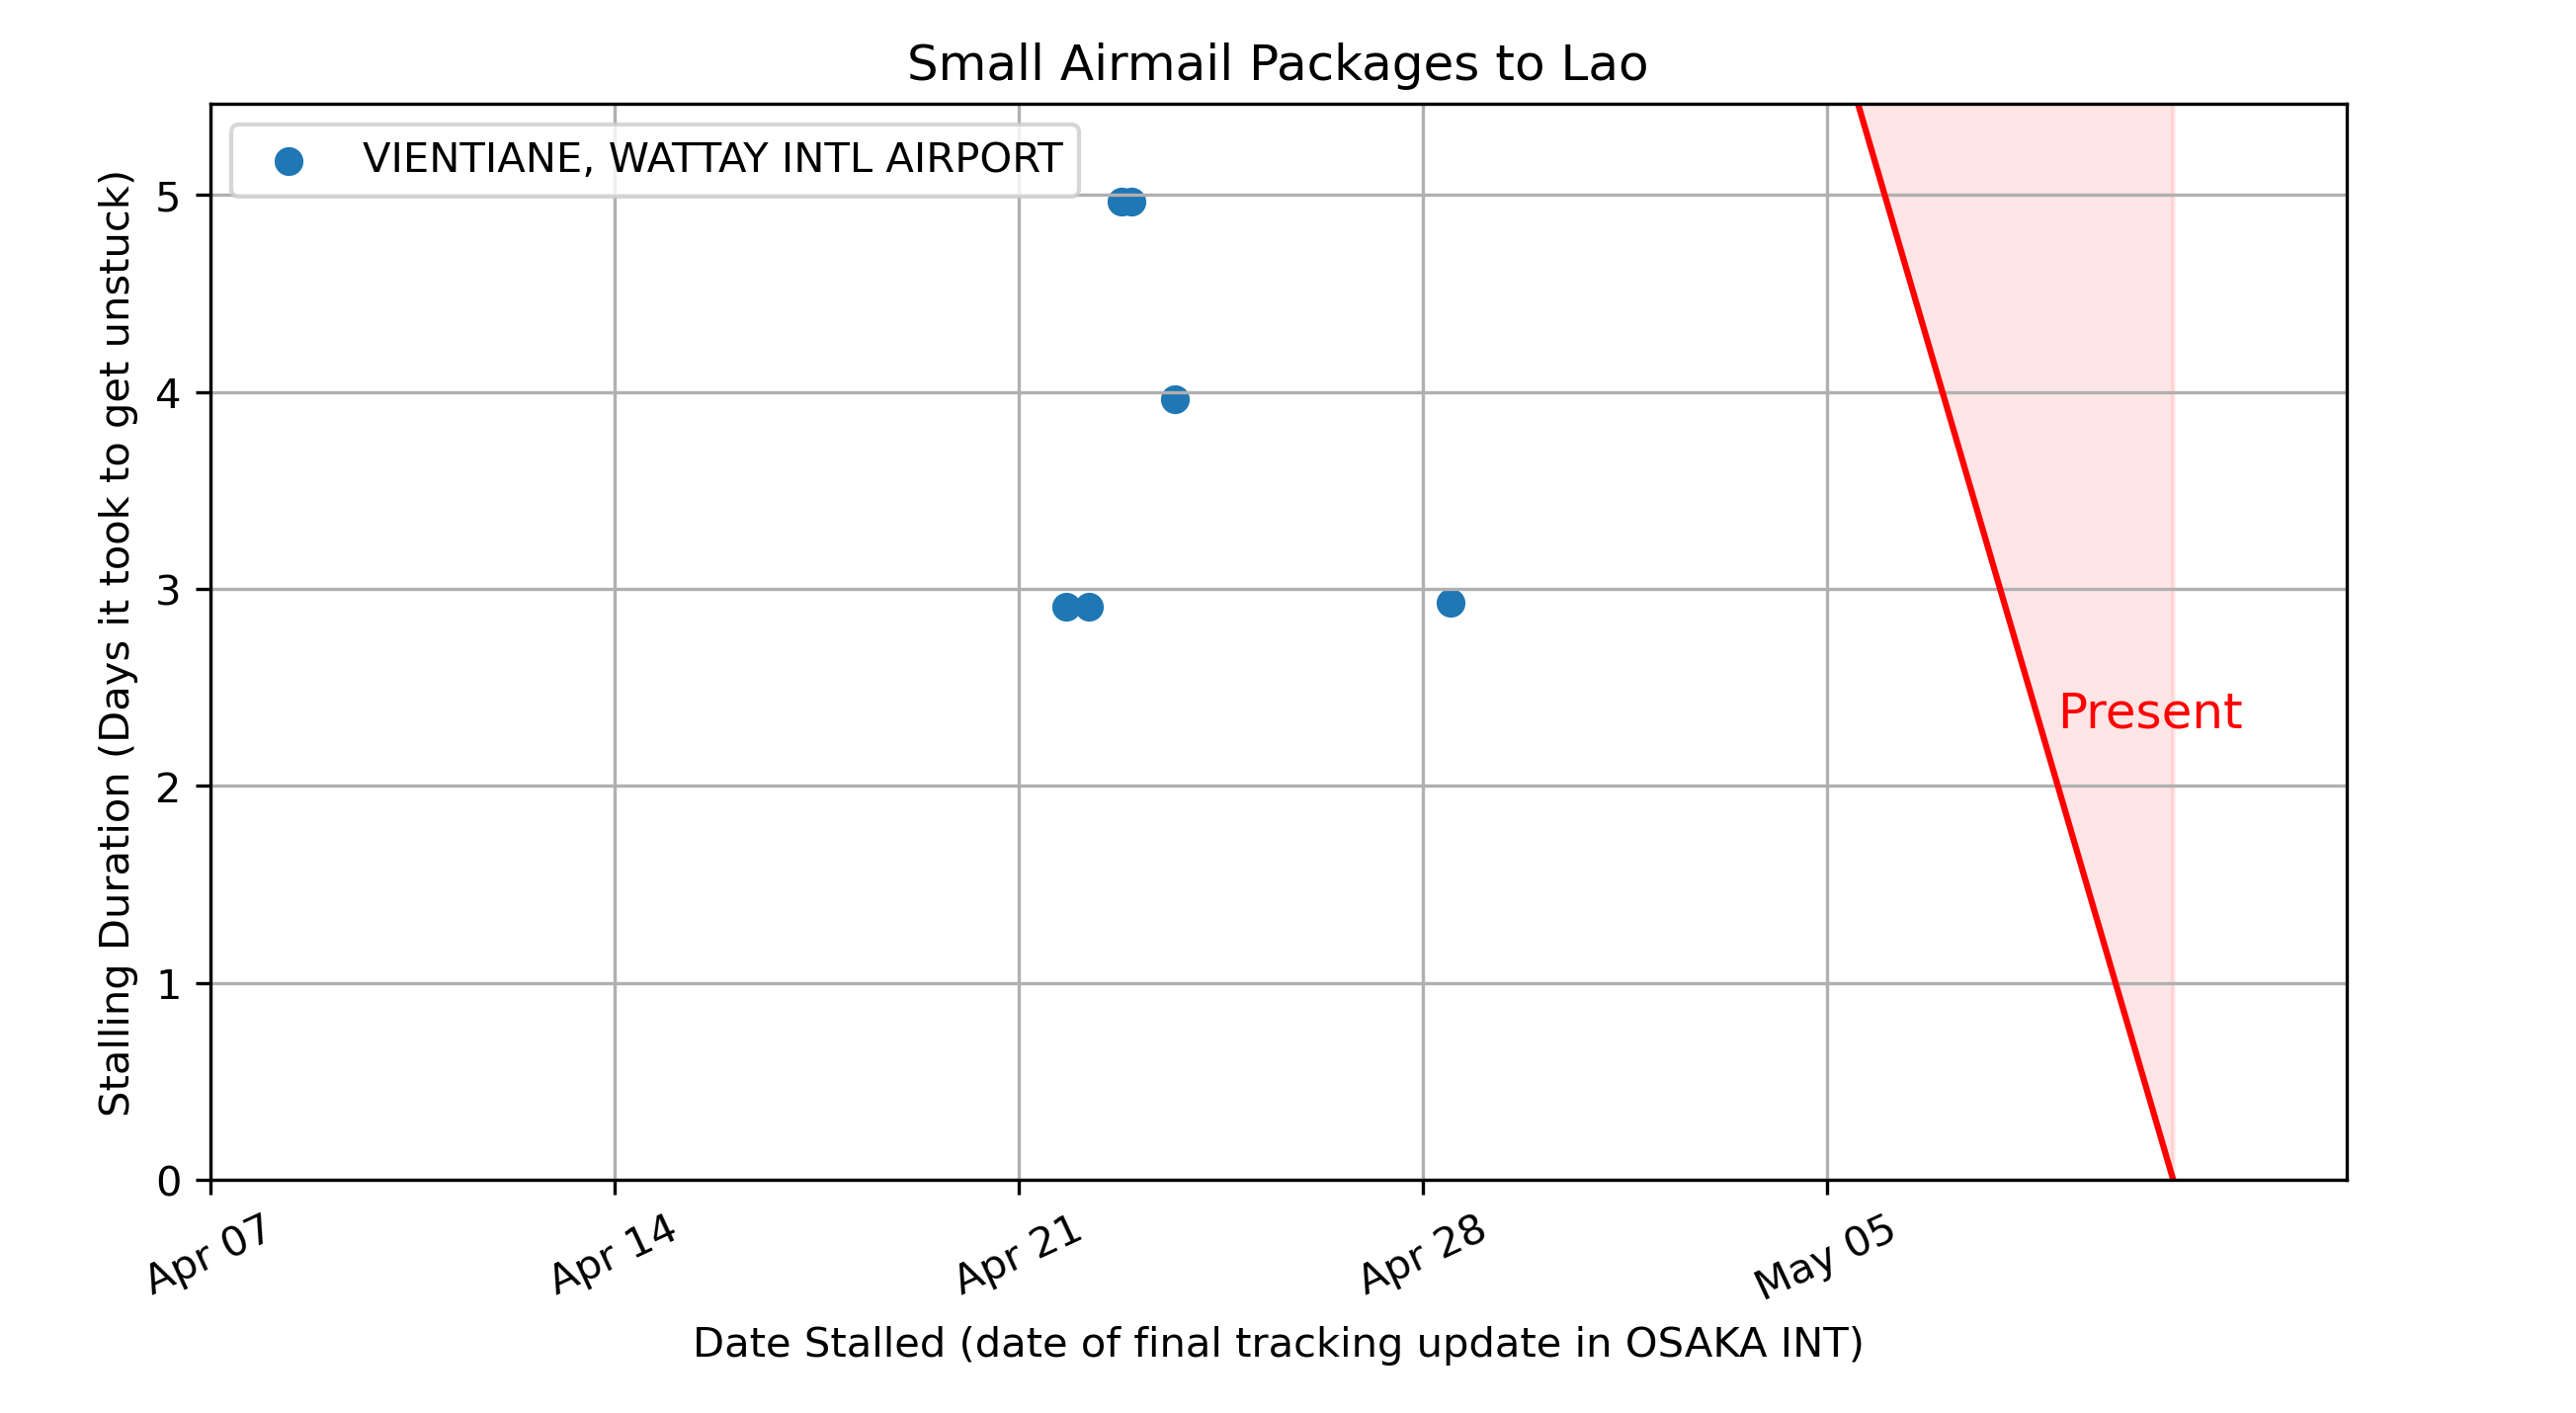 Small Airmail Packages to Lao
VIENTIANE, WATTAY INTL AIRPORT
Stalling Duration (Days it took to get unstuck)
5
4
3
2
1
0
Present
Apr 07
Apr 14
Apr 21
Apr 28
May 05
Date Stalled (date of final tracking update in OSAKA INT)